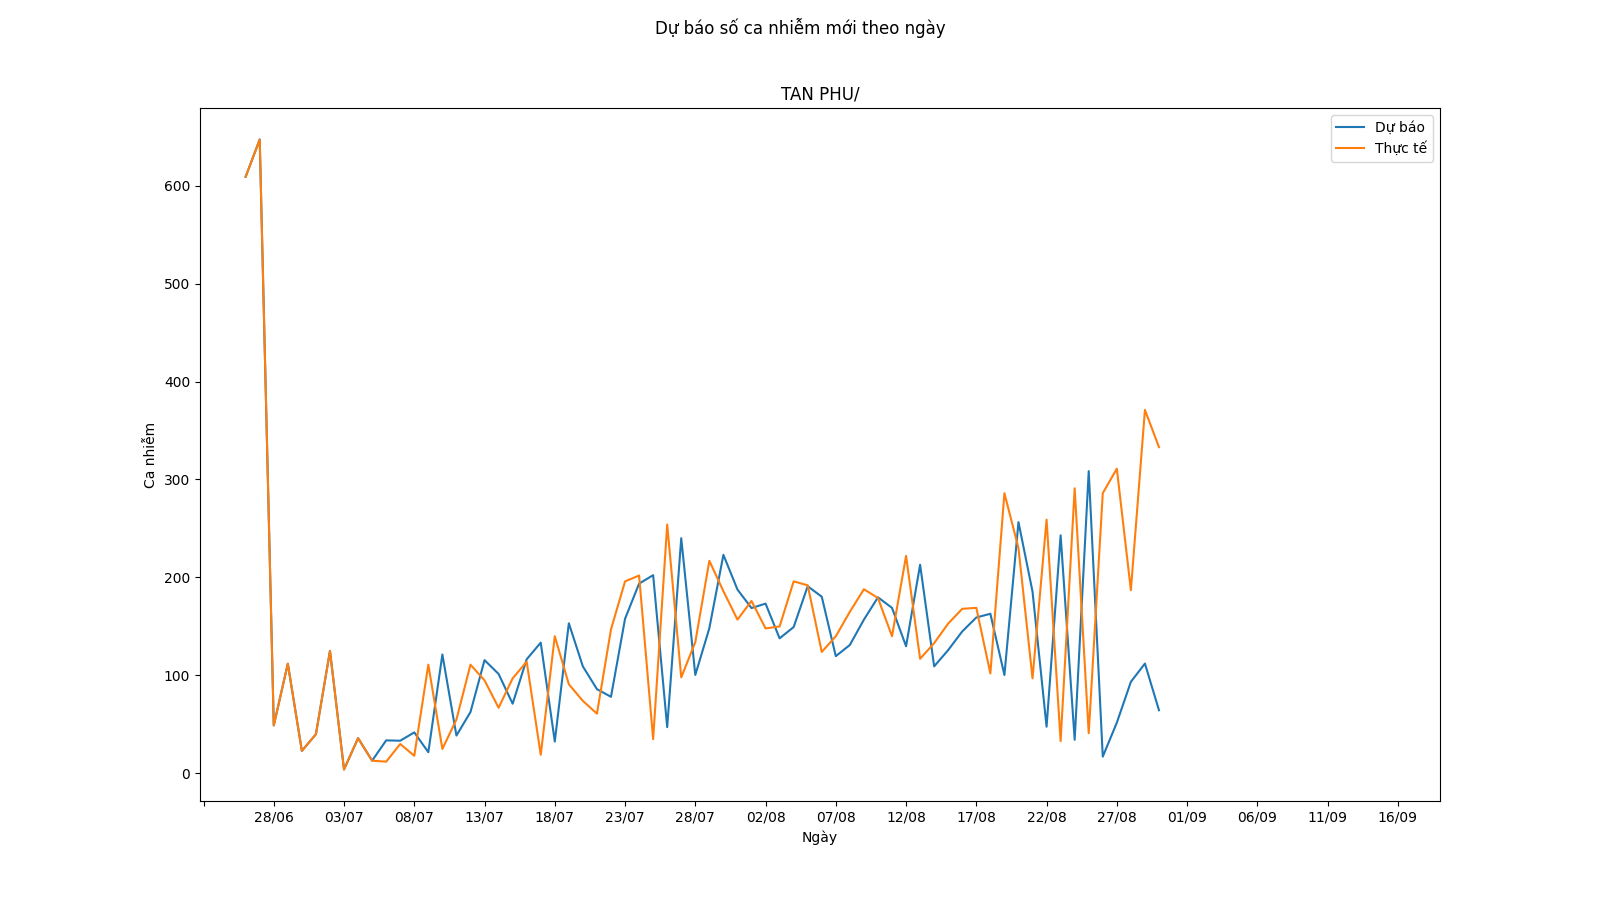 Dự báo số ca nhiễm mới theo ngày
TAN PHU/
Dự báo
Thực tế
600
500
400
300
200
100
0
Ca nhiễm
28/06 03/07 08/07 13/07 18/07 23/07 28/07 02/08 07/08 12/08 17/08 22/08 27/08 01/09 06/09 11/09 16/09
Ngày